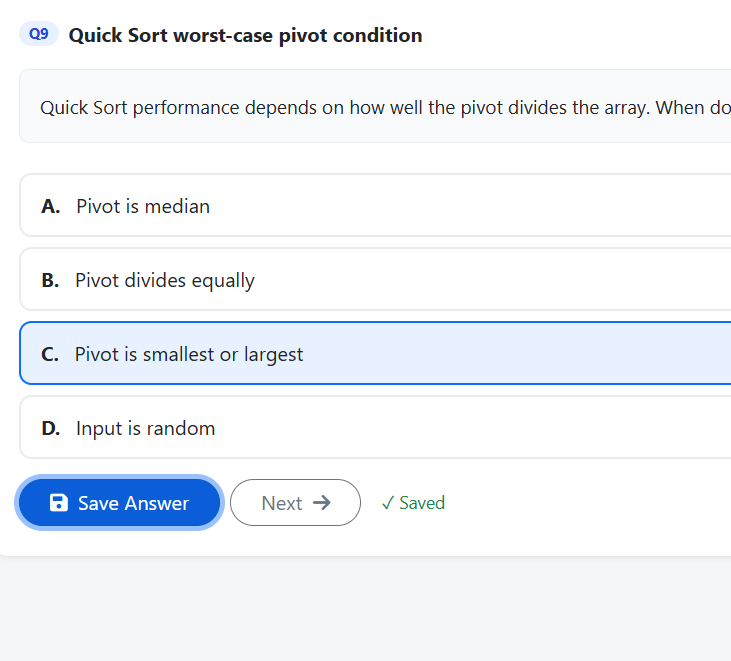 Q9 Quick Sort worst-case pivot condition
Quick Sort performance depends on how well the pivot divides the array. When do
A. Pivot is median
B. Pivot divides equally
C. Pivot is smallest or largest
D. Input is random
Save Answer Next → ✓ Saved